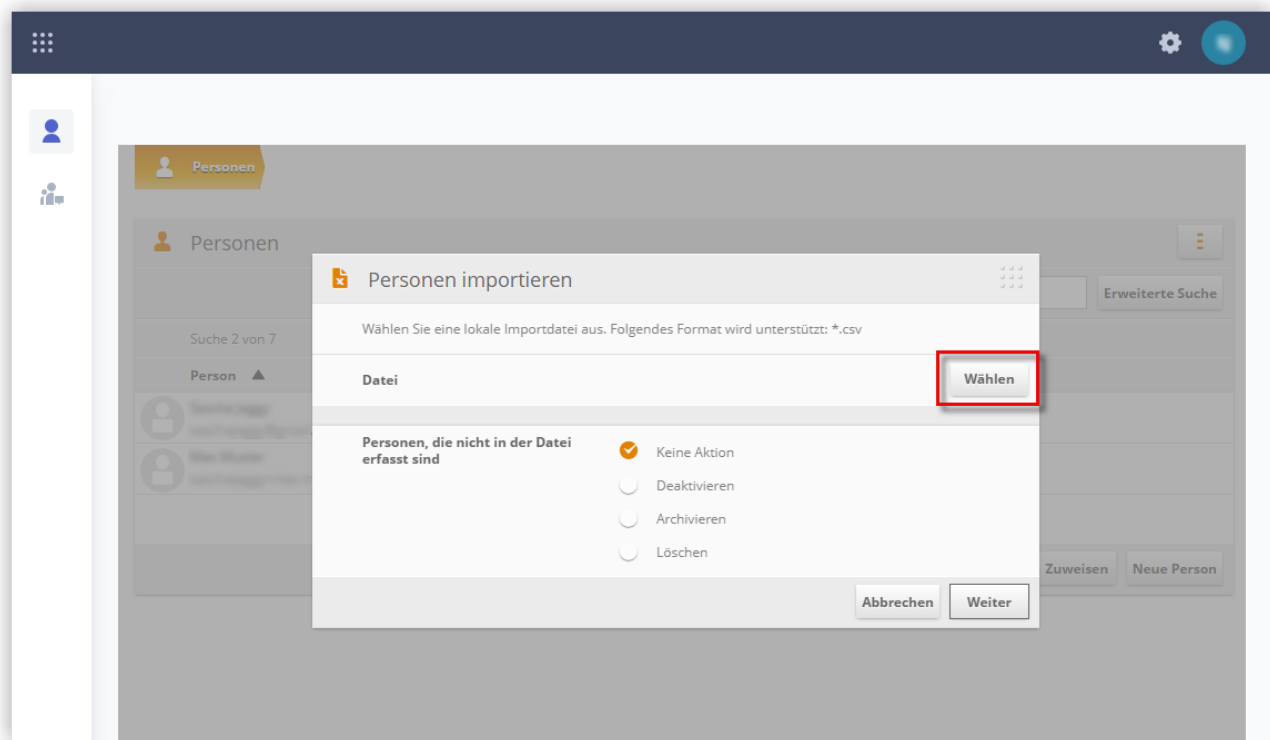 Personen
Personen
Personen importieren
Erweiterte Suche
Wählen Sie eine lokale Importdatei aus. Folgendes Format wird unterstützt: *.csv
Suche 2 von 7
Person
Datei
Wählen
Personen, die nicht in der Datei
erfasst sind
Keine Aktion
Deaktivieren
Archivieren
Löschen
Zuweisen
Neue Person
Abbrechen
Weiter